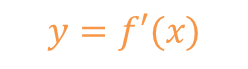 y = f′(x)